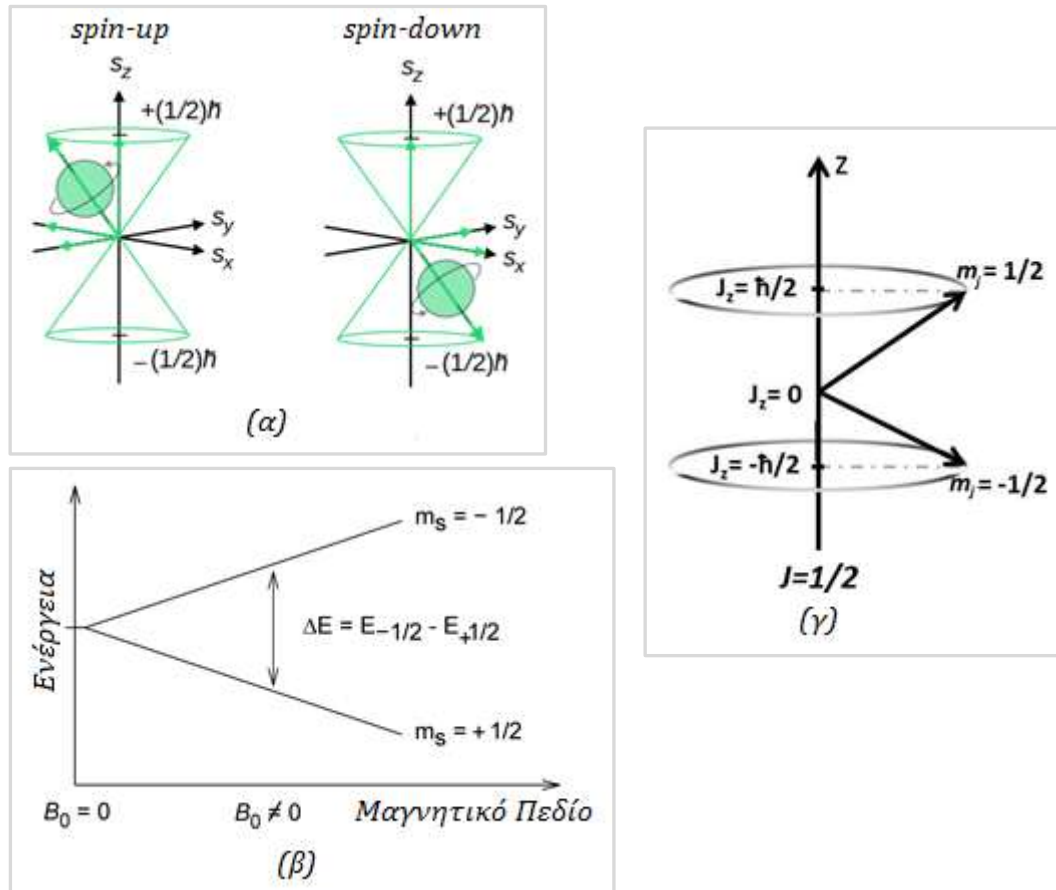 spin-up
spin-down
s_z
s_z
+(1/2)ħ
+(1/2)ħ
s_y
s_x
s_y
s_x
−(1/2)ħ
−(1/2)ħ
(α)
Ενέργεια
m_s = − 1/2
ΔE = E_−1/2 - E_+1/2
m_s = + 1/2
B_0 = 0
B_0 ≠ 0
Μαγνητικό Πεδίο
(β)
Z
J_z = ħ/2
m_j = 1/2
J_z = 0
J_z = -ħ/2
m_j = -1/2
J=1/2
(γ)